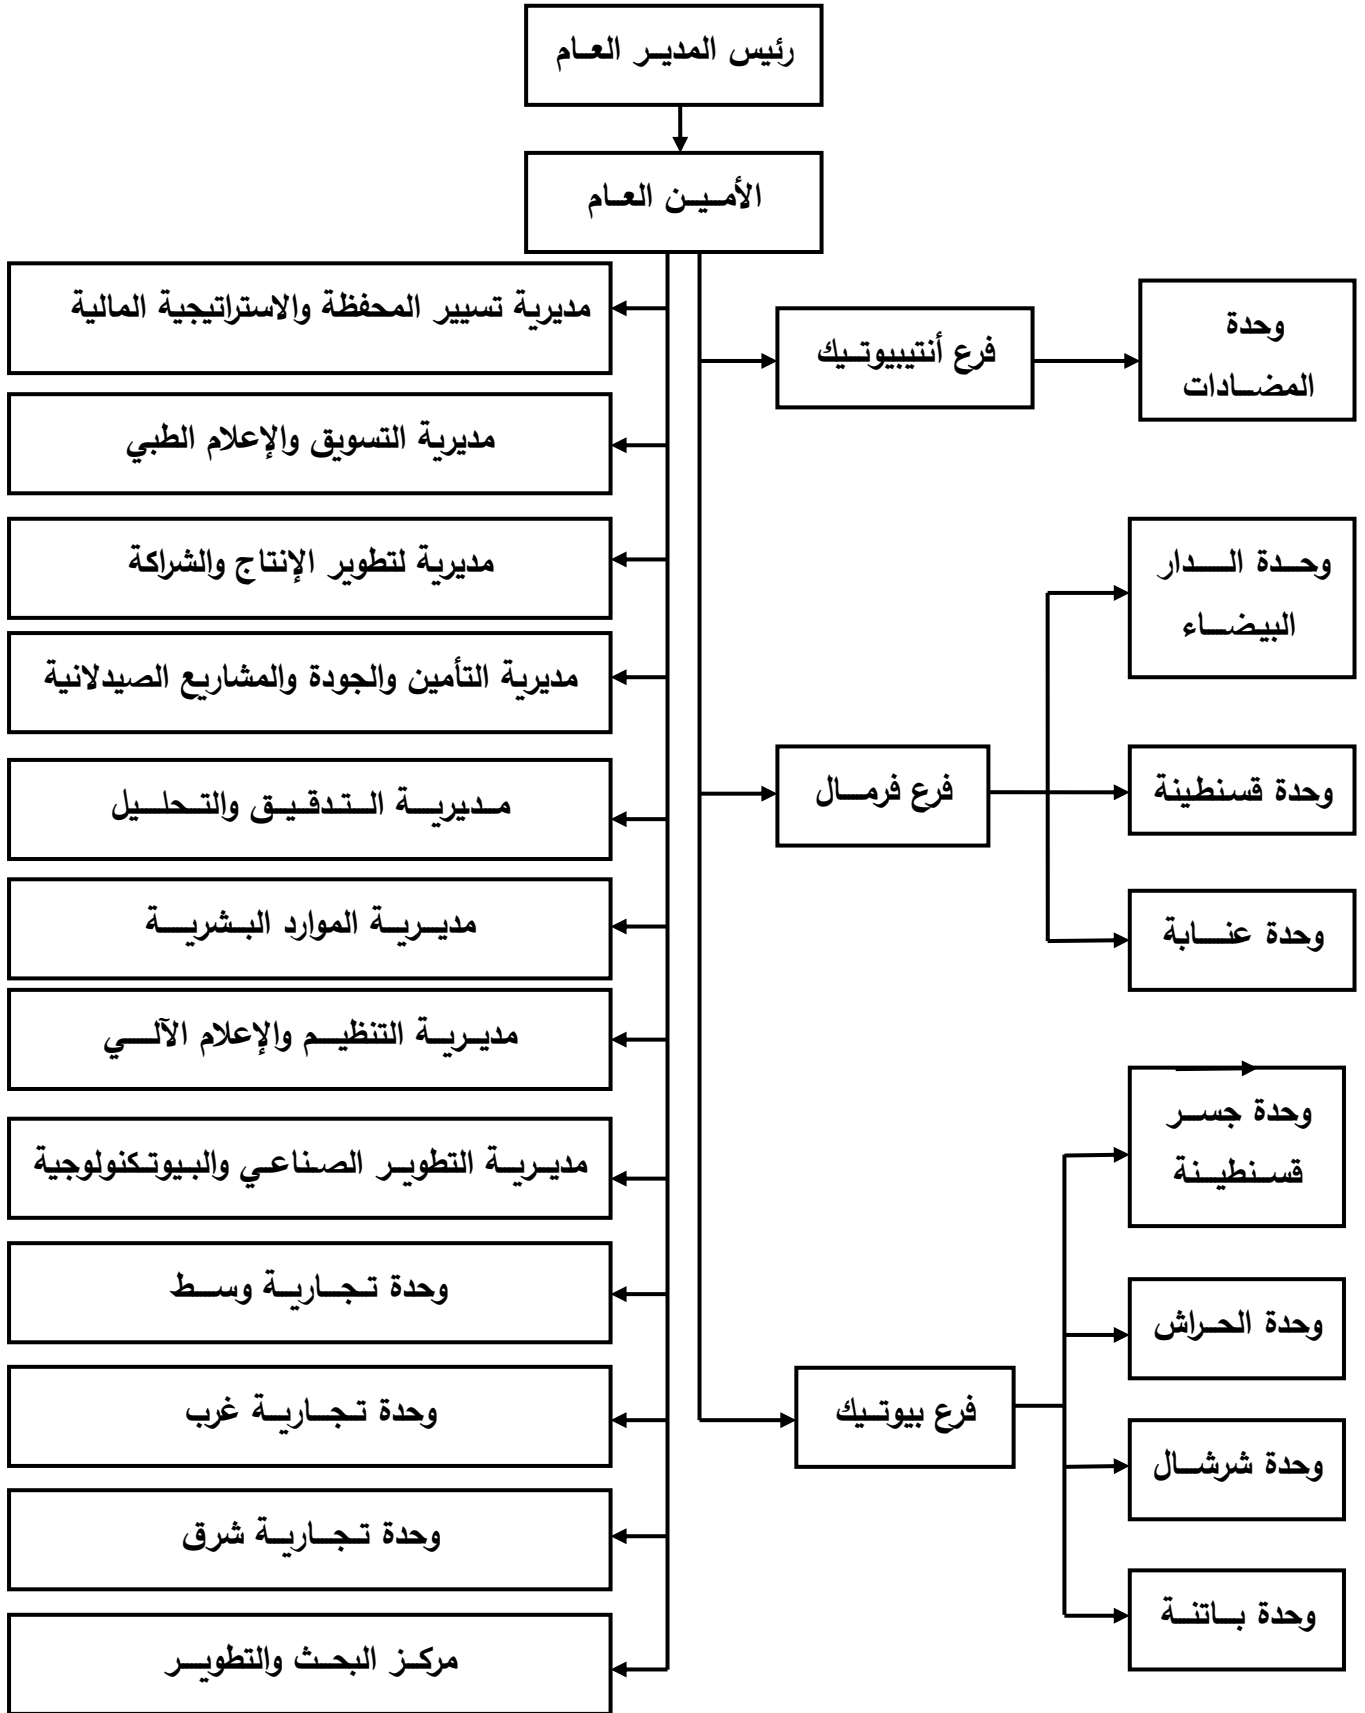 رئيس المدير العام
الأمين العام
مديرية تسيير المحفظة والاستراتيجية المالية
مديرية التسويق والإعلام الطبي
مديرية لتطوير الإنتاج والشراكة
مديرية التأمين والجودة والمشاريع الصيدلانية
مديرية التدقيق والتحليل
مديرية الموارد البشرية
مديرية التنظيم والإعلام الآلي
مديرية التطوير الصناعي والبيوتكنولوجية
وحدة تجارية وسط
وحدة تجارية غرب
وحدة تجارية شرق
مركز البحث والتطوير
فرع أنتيبيوتيك
وحدة
المضادات
فرع فرمال
وحدة الدار
البيضاء
وحدة قسنطينة
وحدة عنابة
فرع بيوتيك
وحدة جسر
قسنطينة
وحدة الحراش
وحدة شرشال
وحدة باتنة